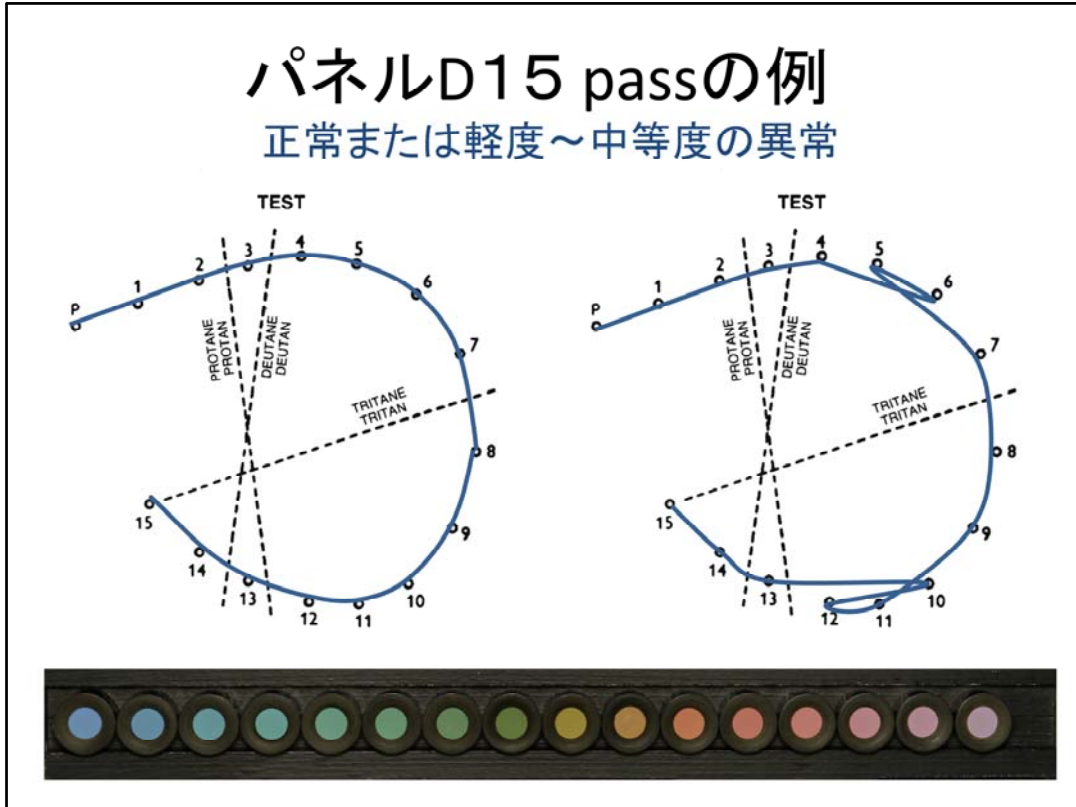 パネルD15 passの例
正常または軽度～中等度の異常
TEST
P
1
2
3
4
5
6
7
8
9
10
11
12
13
14
15
PROTANE
PROTAN
DEUTANE
DEUTAN
TRITANE
TRITAN
TEST
P
1
2
3
4
5
6
7
8
9
10
11
12
13
14
15
PROTANE
PROTAN
DEUTANE
DEUTAN
TRITANE
TRITAN